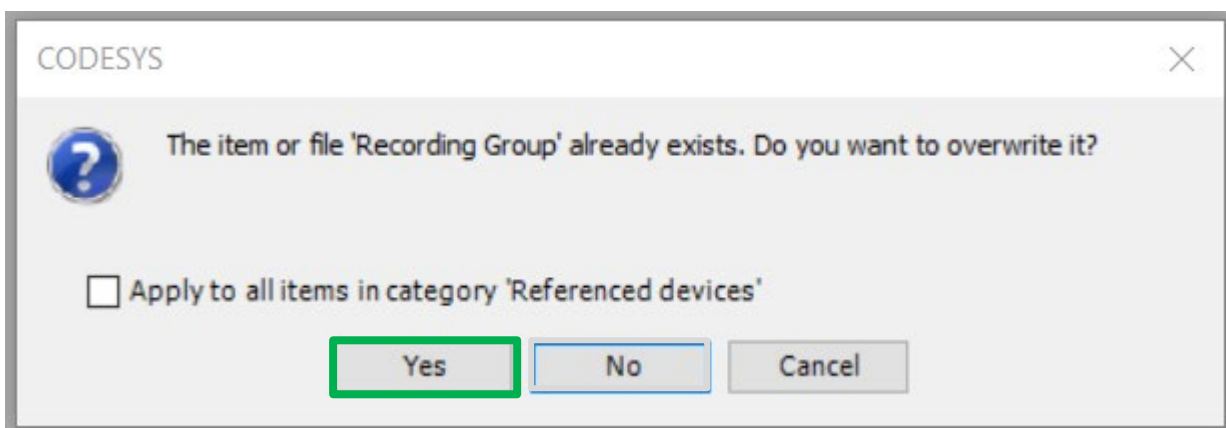 CODESYS
The item or file 'Recording Group' already exists. Do you want to overwrite it?
Apply to all items in category 'Referenced devices'
Yes No Cancel